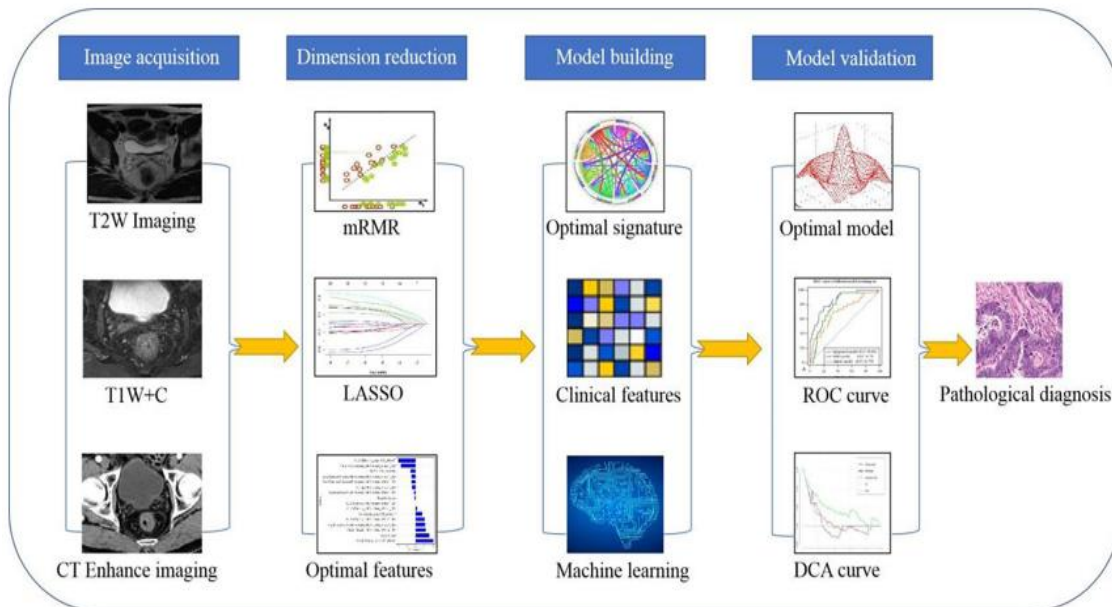 Image acquisition
Dimension reduction
Model building
Model validation
T2W Imaging
mRMR
Optimal signature
Optimal model
T1W+C
LASSO
Clinical features
ROC curve
Pathological diagnosis
CT Enhance imaging
Optimal features
Machine learning
DCA curve